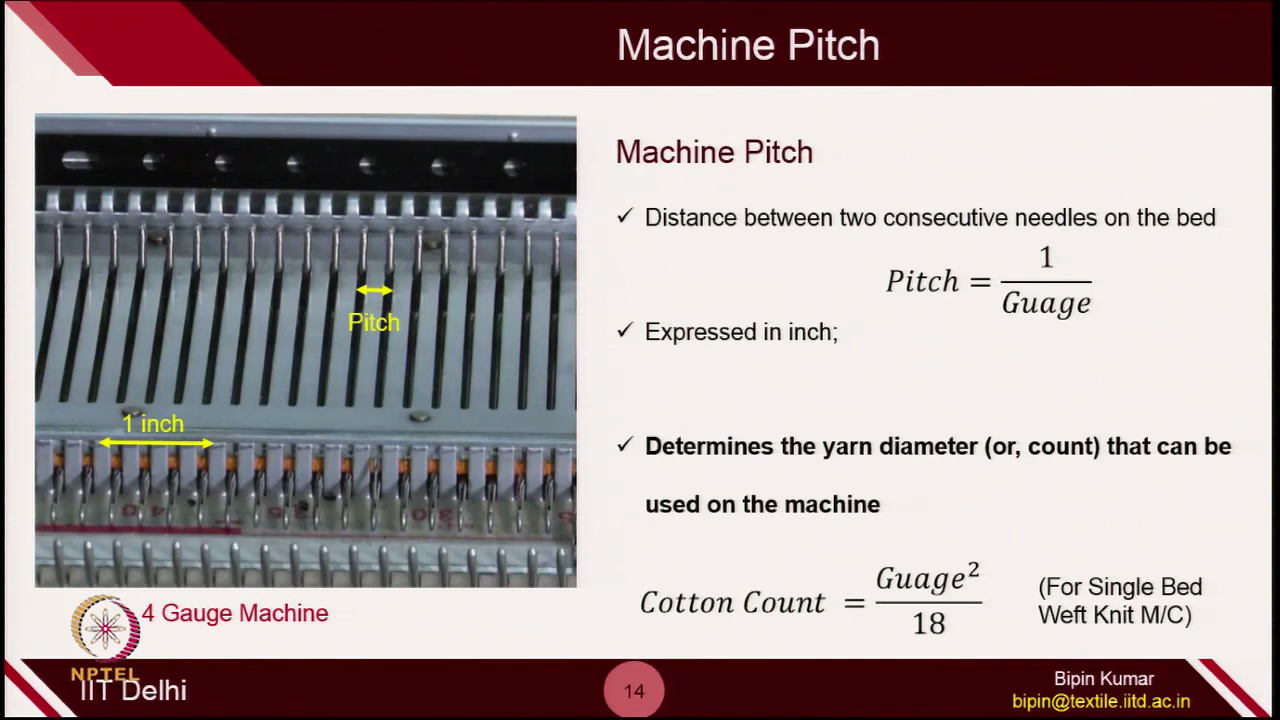 Machine Pitch
Machine Pitch
✓ Distance between two consecutive needles on the bed
Pitch = 1 / Guage
✓ Expressed in inch;
✓ Determines the yarn diameter (or, count) that can be
used on the machine
Cotton Count = Guage² / 18
(For Single Bed
Weft Knit M/C)
Pitch
1 inch
4 Gauge Machine
NPTEL
IIT Delhi
14
Bipin Kumar
bipin@textile.iitd.ac.in